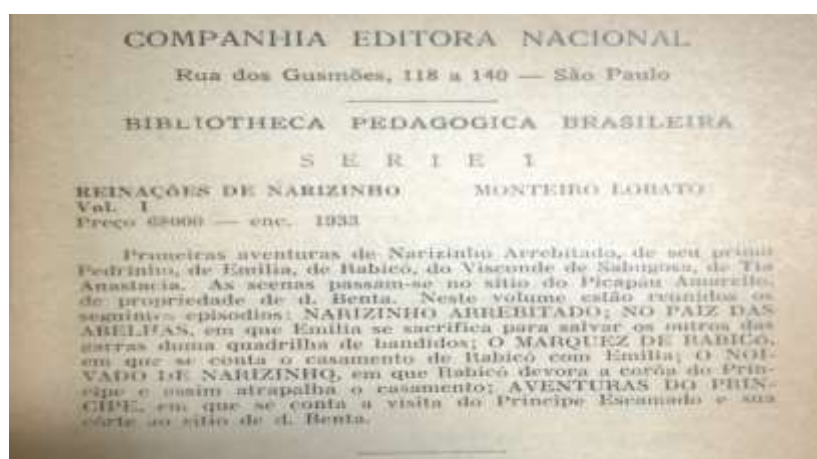 COMPANHIA EDITORA NACIONAL
Rua dos Gusmões, 118 a 140 — São Paulo
BIBLIOTHECA PEDAGOGICA BRASILEIRA
SERIE I
REINAÇÕES DE NARIZINHO MONTEIRO LOBATO
Vol. I
Preço 6$000 — enc. 1933
Primeiras aventuras de Narizinho Arrebitado, de seu primo
Pedrinho, de Emilia, de Rabicó, do Visconde de Sabugosa, de Tia
Anastacia. As scenas passam-se no sitio do Picapáu Amarello,
de propriedade de d. Benta. Neste volume estão reunidos os
seguintes episodios: NARIZINHO ARREBITADO; NO PAIZ DAS
ABELHAS, em que Emilia se sacrifica para salvar os outros das
garras duma quadrilha de bandidos; O MARQUEZ DE RABICÓ,
em que se conta o casamento de Rabicó com Emilia; O NOI-
VADO DE NARIZINHO, em que Rabicó devora a corôa do Prin-
cipe e assim atrapalha o casamento; AVENTURAS DO PRIN-
CIPE, em que se conta a visita do Principe Escamado e sua
côrte ao sitio de d. Benta.